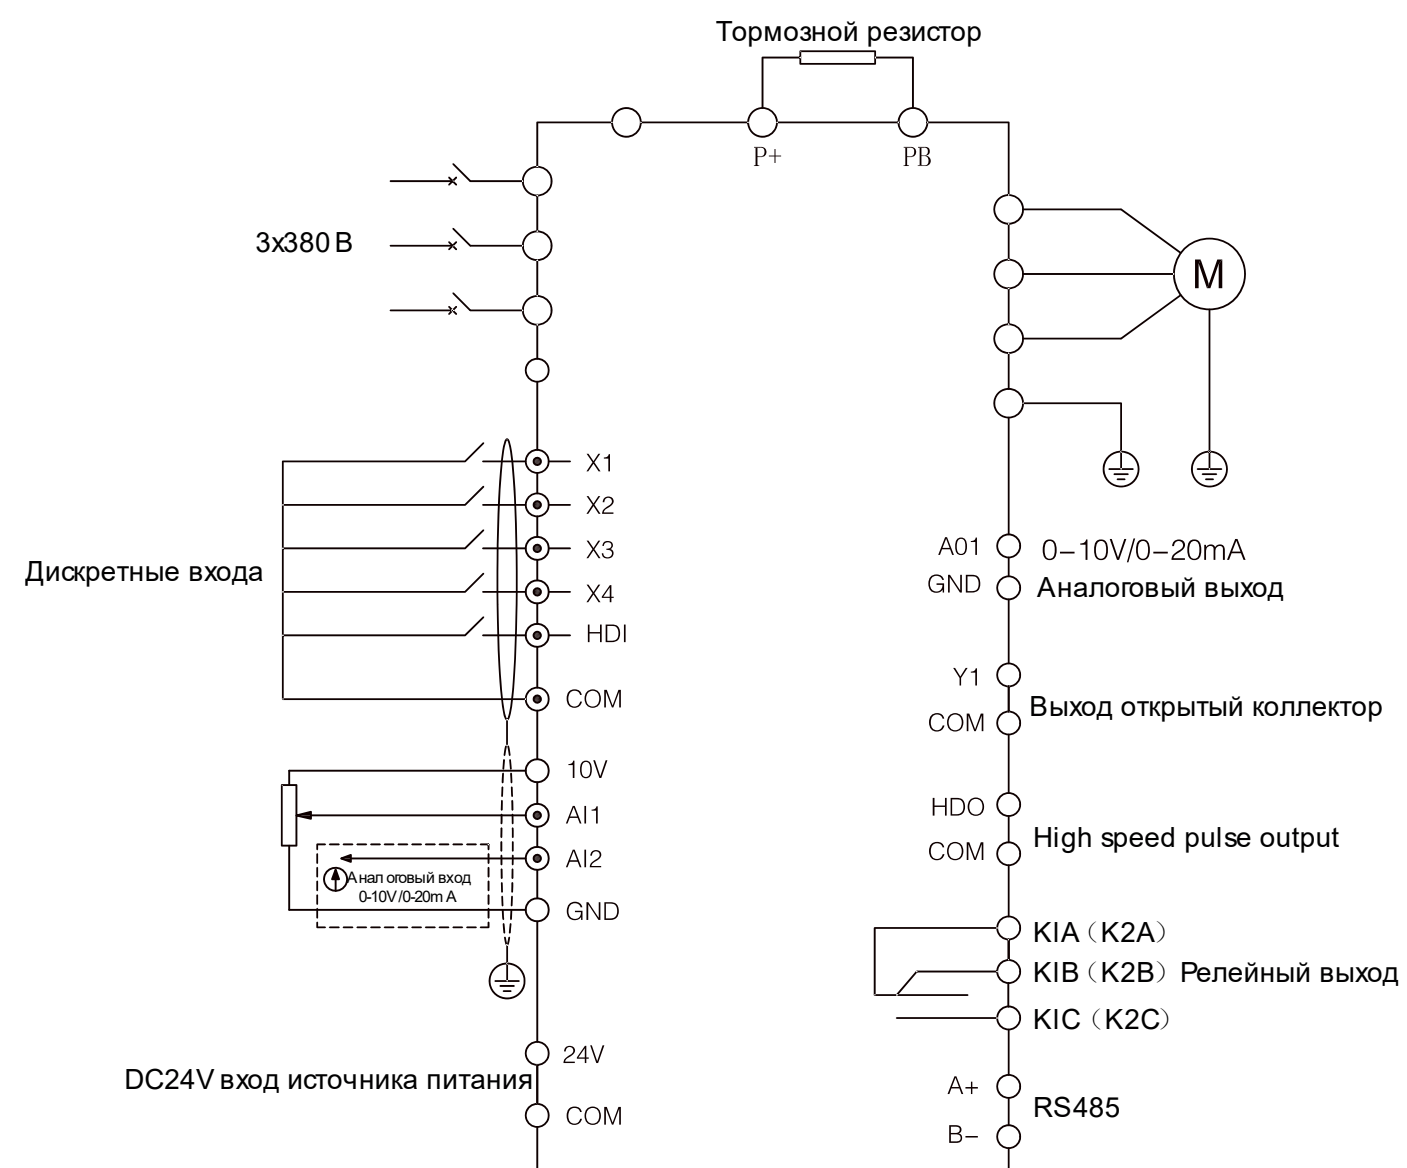 Тормозной резистор
P+
PB
3x380 В
M
X1
X2
X3
X4
HDI
Дискретные входа
COM
10V
AI1
AI2
Аналоговый вход
0-10V/0-20mA
GND
24V
DC24V вход источника питания
COM
A01
0–10V/0–20mA
GND
Аналоговый выход
Y1
COM
Выход открытый коллектор
HDO
COM
High speed pulse output
KIA（K2A）
KIB（K2B）Релейный выход
KIC（K2C）
A+
RS485
B–